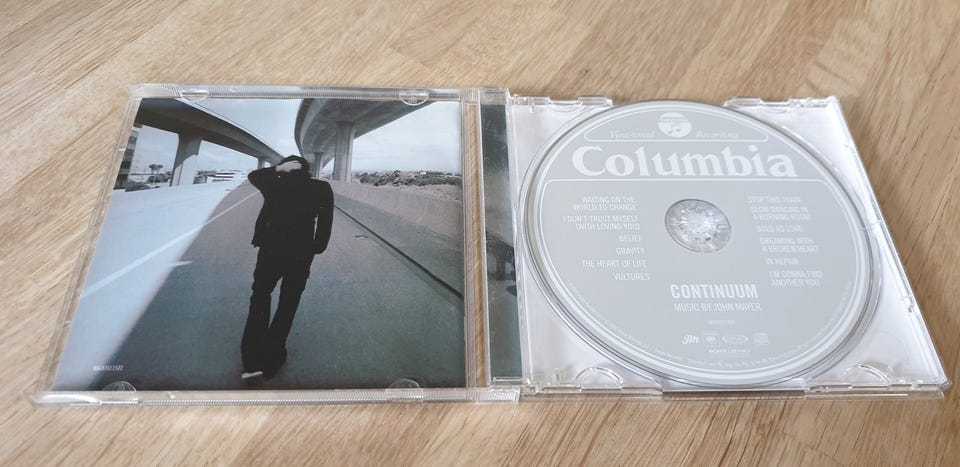 Viva-tonal Recording
Columbia
WAITING ON THE
WORLD TO CHANGE
I DON'T TRUST MYSELF
(WITH LOVING YOU)
BELIEF
GRAVITY
THE HEART OF LIFE
VULTURES
STOP THIS TRAIN
SLOW DANCING IN
A BURNING ROOM
BOLD AS LOVE
DREAMING WITH
A BROKEN HEART
IN REPAIR
I'M GONNA FIND
ANOTHER YOU
CONTINUUM
MUSIC BY JOHN MAYER
SONY BMG